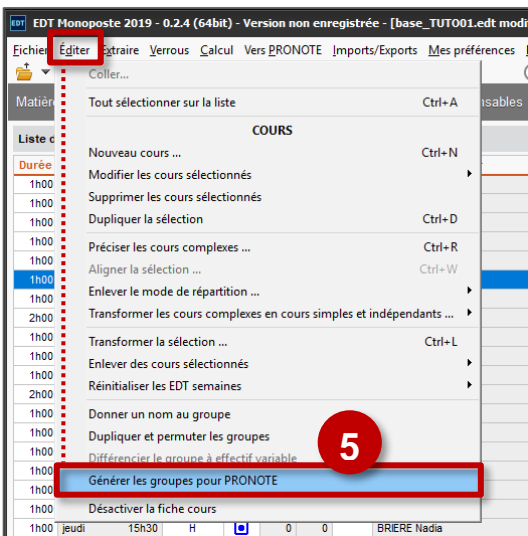 EDT EDT Monoposte 2019 - 0.2.4 (64bit) - Version non enregistrée - [base_TUTO01.edt modi
Fichier Éditer Extraire Verrous Calcul Vers PRONOTE Imports/Exports Mes préférences
Coller...
Matière
nsables
Tout sélectionner sur la liste Ctrl+A
COURS
Liste d
Nouveau cours ... Ctrl+N
Durée
Modifier les cours sélectionnés
1h00
Supprimer les cours sélectionnés
1h00
Dupliquer la sélection Ctrl+D
1h00
Préciser les cours complexes ... Ctrl+R
1h00
Aligner la sélection ... Ctrl+W
1h00
1h00
Enlever le mode de répartition ...
1h00
Transformer les cours complexes en cours simples et indépendants ...
2h00
Transformer la sélection ... Ctrl+L
1h00
Enlever des cours sélectionnés
1h00
Réinitialiser les EDT semaines
1h00
2h00
Donner un nom au groupe
1h00
Dupliquer et permuter les groupes
1h00
Différencier le groupe à effectif variable
1h00
5
Générer les groupes pour PRONOTE
1h00
1h00
Désactiver la fiche cours
1h00
1h00 jeudi 15h30 H 0 0 BRIERE Nadia